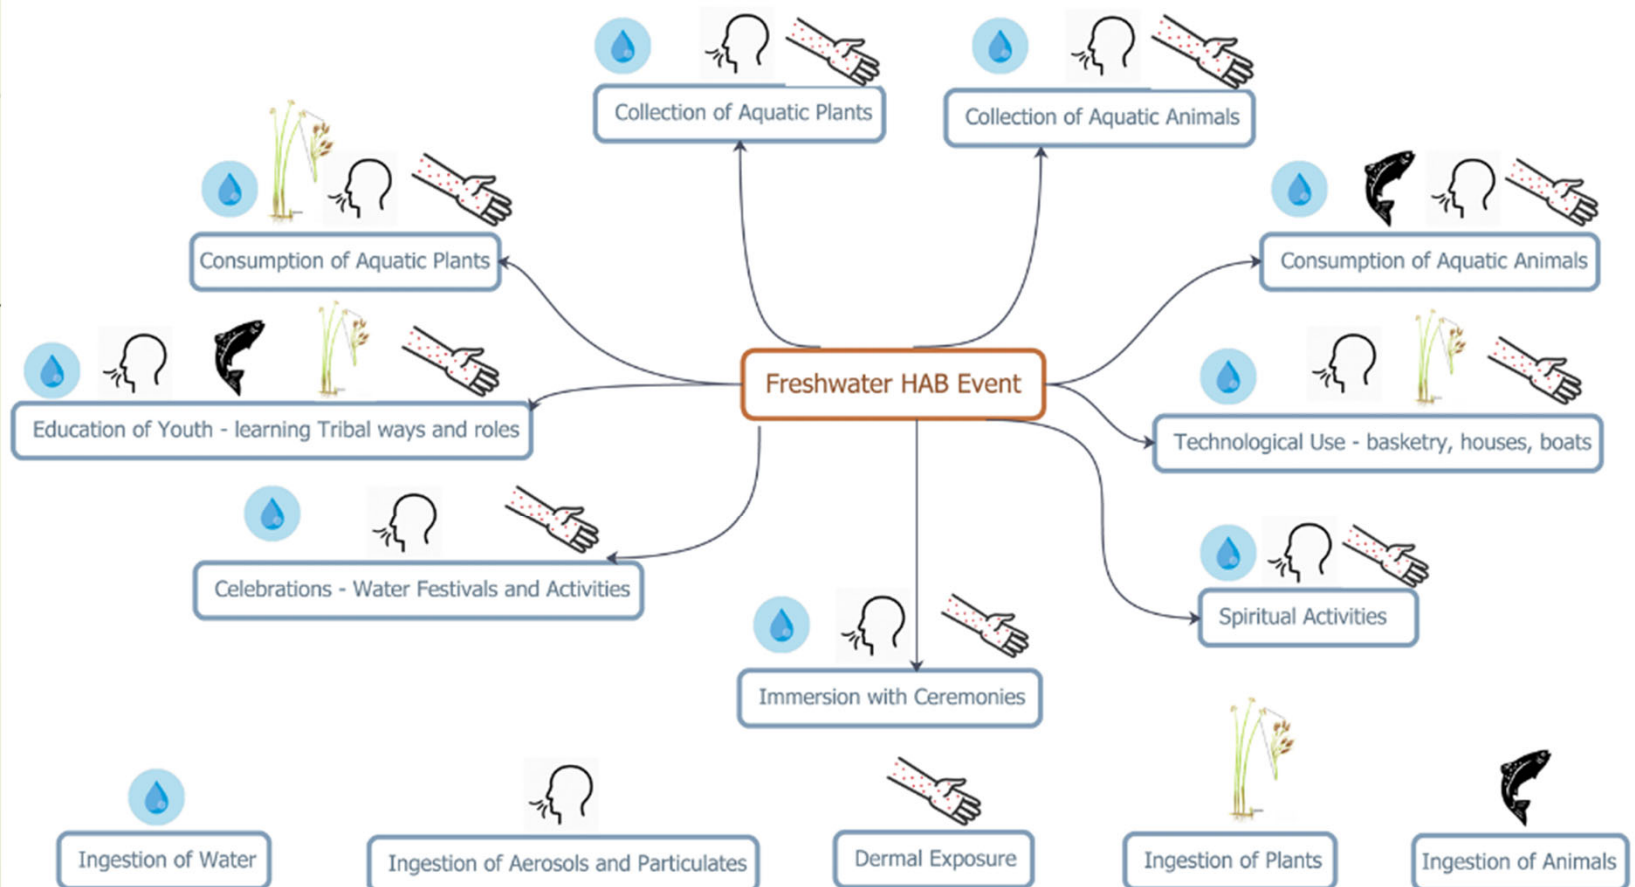 Collection of Aquatic Plants
Collection of Aquatic Animals
Consumption of Aquatic Plants
Consumption of Aquatic Animals
Freshwater HAB Event
Education of Youth - learning Tribal ways and roles
Technological Use - basketry, houses, boats
Celebrations - Water Festivals and Activities
Spiritual Activities
Immersion with Ceremonies
Ingestion of Water
Ingestion of Aerosols and Particulates
Dermal Exposure
Ingestion of Plants
Ingestion of Animals